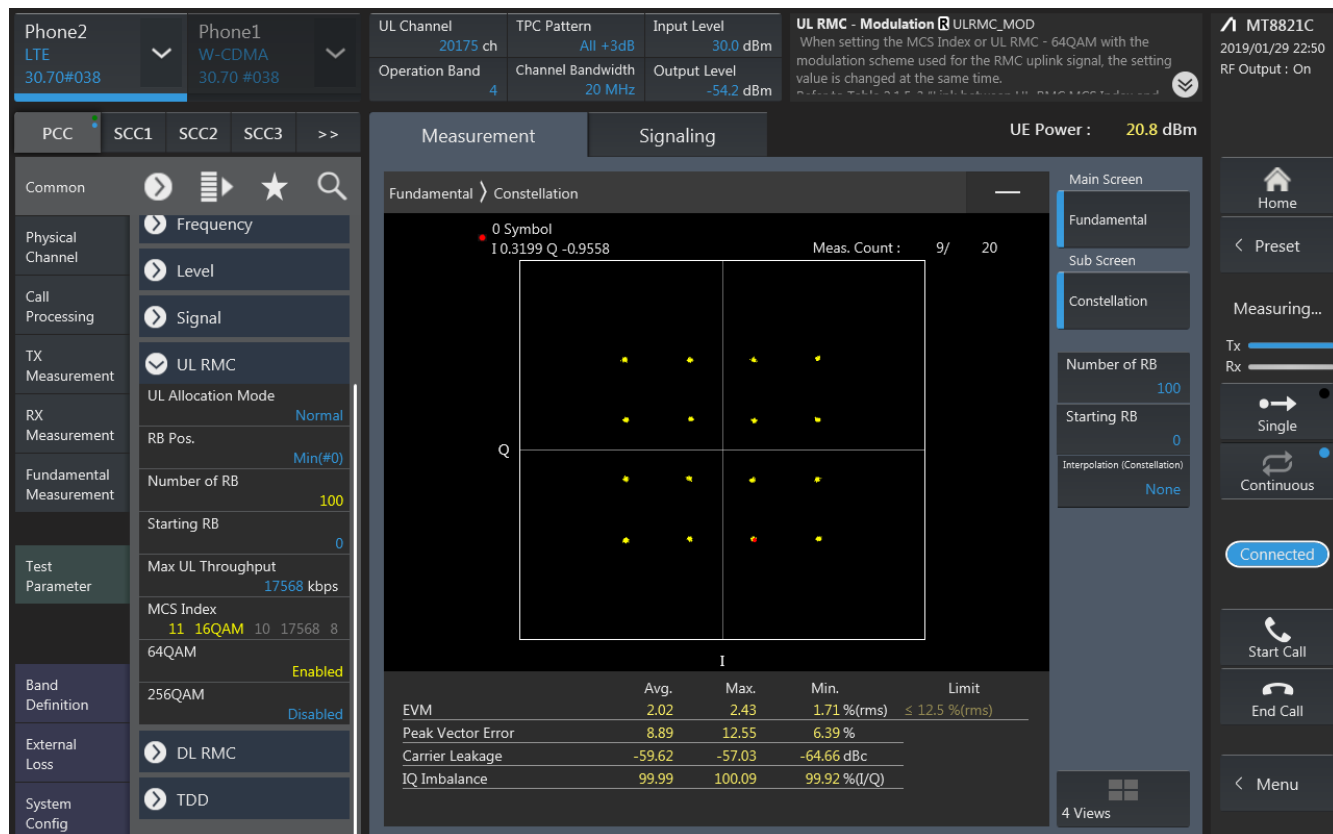 Phone2
LTE
30.70#038
Phone1
W-CDMA
30.70 #038
UL Channel
20175 ch
Operation Band
4
TPC Pattern
All +3dB
Channel Bandwidth
20 MHz
Input Level
30.0 dBm
Output Level
-54.2 dBm
UL RMC - Modulation R ULRMC_MOD
When setting the MCS Index or UL RMC - 64QAM with the
modulation scheme used for the RMC uplink signal, the setting
value is changed at the same time.
MT8821C
2019/01/29 22:50
RF Output : On
PCC SCC1 SCC2 SCC3 >>
Measurement
Signaling
UE Power : 20.8 dBm
Common
Physical
Channel
Call
Processing
TX
Measurement
RX
Measurement
Fundamental
Measurement
Test
Parameter
Band
Definition
External
Loss
System
Config
Frequency
Level
Signal
UL RMC
UL Allocation Mode
Normal
RB Pos.
Min(#0)
Number of RB
100
Starting RB
0
Max UL Throughput
17568 kbps
MCS Index
11 16QAM 10 17568 8
64QAM
Enabled
256QAM
Disabled
DL RMC
TDD
Fundamental > Constellation
0 Symbol
I 0.3199 Q -0.9558
Meas. Count : 9/ 20
Q
I
Avg. Max. Min. Limit
EVM 2.02 2.43 1.71 %(rms) ≤ 12.5 %(rms)
Peak Vector Error 8.89 12.55 6.39 %
Carrier Leakage -59.62 -57.03 -64.66 dBc
IQ Imbalance 99.99 100.09 99.92 %(I/Q)
Main Screen
Fundamental
Sub Screen
Constellation
Number of RB
100
Starting RB
0
Interpolation (Constellation)
None
4 Views
Home
< Preset
Measuring...
Tx
Rx
Single
Continuous
Connected
Start Call
End Call
< Menu